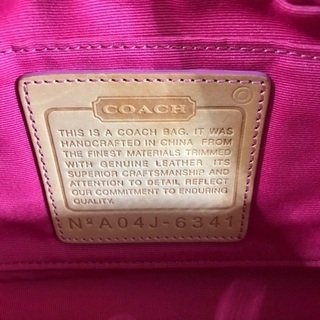 ©
COACH
THIS IS A COACH BAG. IT WAS
HANDCRAFTED IN CHINA FROM
THE FINEST MATERIALS TRIMMED
WITH GENUINE LEATHER ITS
SUPERIOR CRAFTSMANSHIP AND
ATTENTION TO DETAIL REFLECT
OUR COMMITMENT TO ENDURING
QUALITY.
Nº A04J-6341